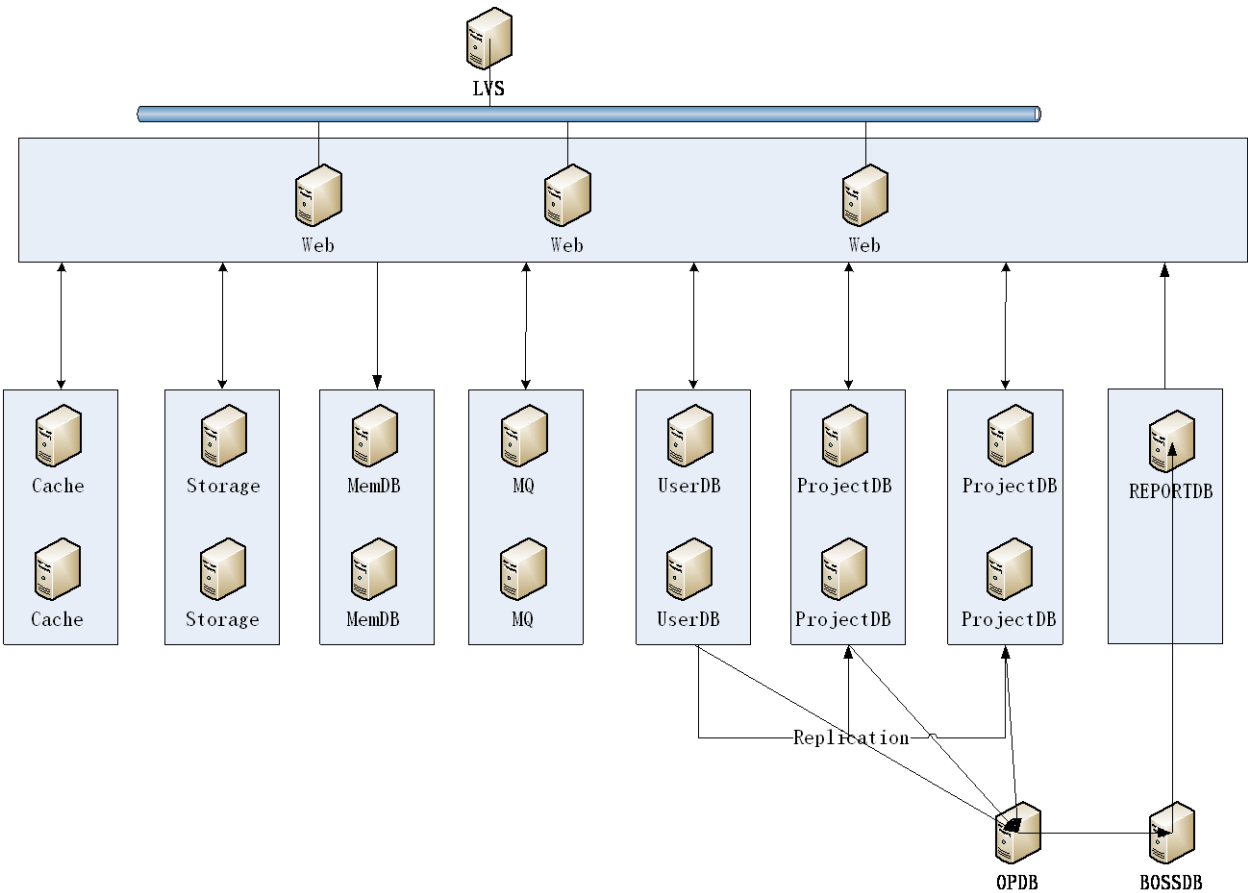 LVS
Web
Web
Web
Cache
Storage
MemDB
MQ
UserDB
ProjectDB
ProjectDB
REPORTDB
Cache
Storage
MemDB
MQ
UserDB
ProjectDB
ProjectDB
Replication
OPDB
BOSSDB